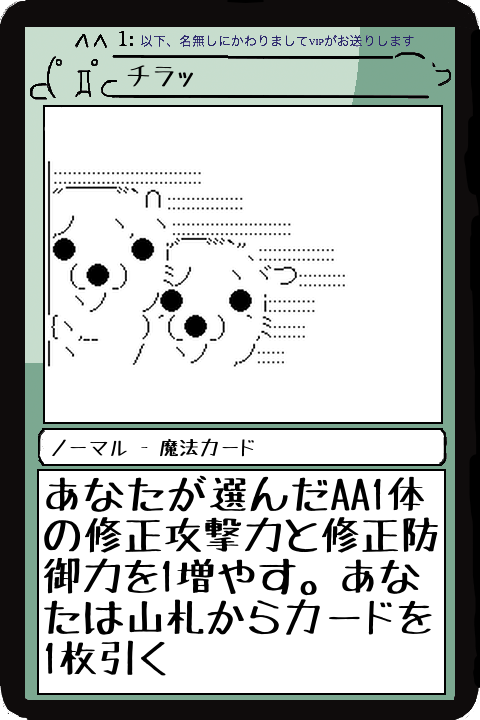 1: 以下、名無しにかわりましてVIPがお送りします
チラッ
ノーマル - 魔法カード
あなたが選んだAA1体
の修正攻撃力と修正防
御力を1増やす。あな
たは山札からカードを
1枚引く